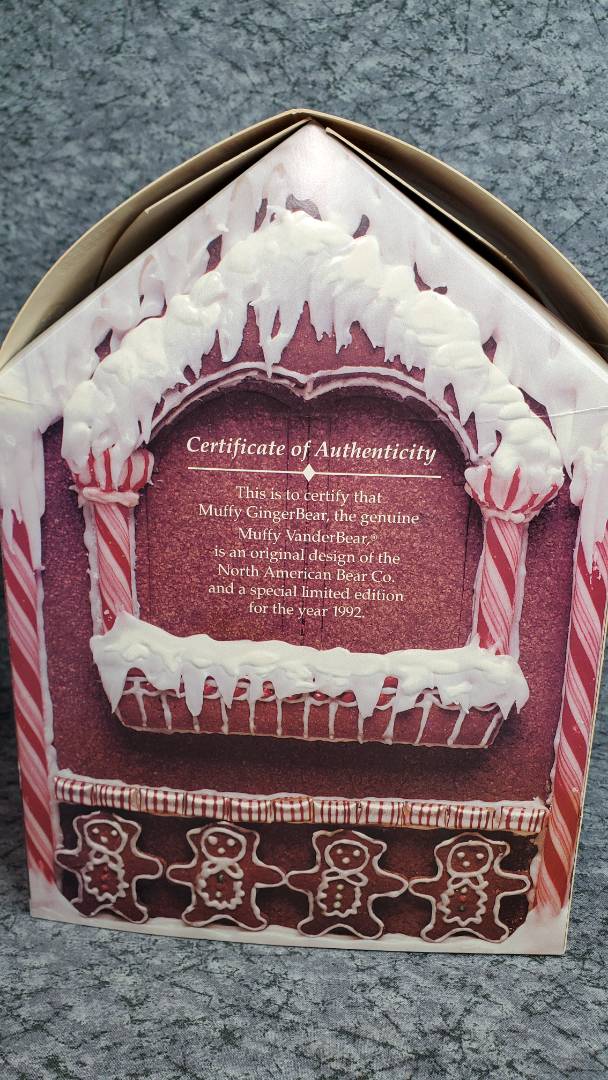 Certificate of Authenticity
This is to certify that
Muffy GingerBear, the genuine
Muffy VanderBear,®
is an original design of the
North American Bear Co.
and a special limited edition
for the year 1992.